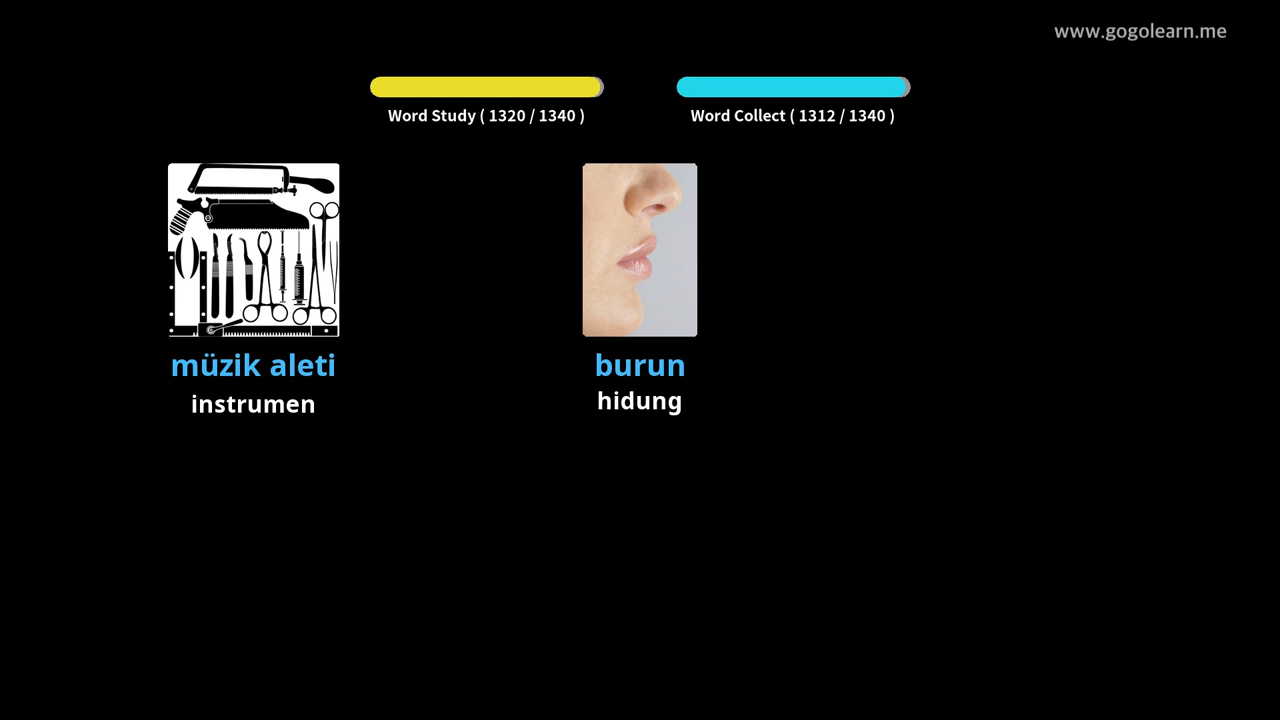 www.gogolearn.me
Word Study ( 1320 / 1340 )
Word Collect ( 1312 / 1340 )
müzik aleti
instrumen
burun
hidung